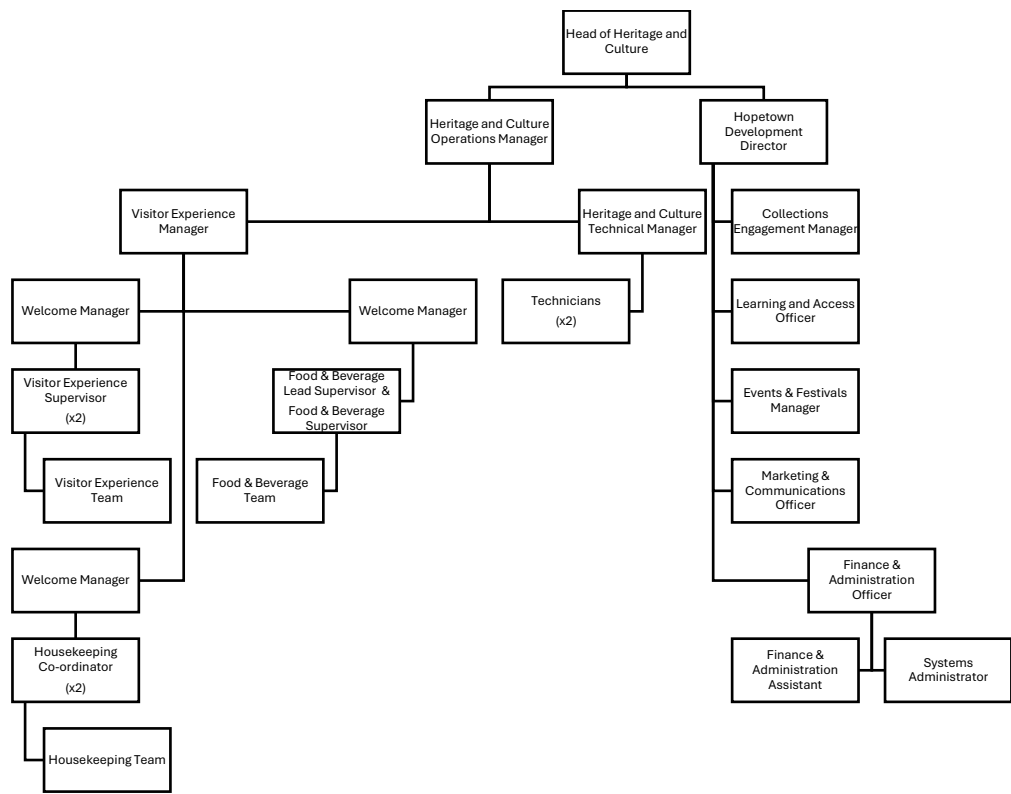 Head of Heritage and
Culture
Heritage and Culture
Operations Manager
Hopetown
Development
Director
Visitor Experience
Manager
Heritage and Culture
Technical Manager
Collections
Engagement Manager
Welcome Manager
Welcome Manager
Technicians
(x2)
Learning and Access
Officer
Visitor Experience
Supervisor
(x2)
Food & Beverage
Lead Supervisor &
Food & Beverage
Supervisor
Events & Festivals
Manager
Visitor Experience
Team
Food & Beverage
Team
Marketing &
Communications
Officer
Welcome Manager
Finance &
Administration
Officer
Housekeeping
Co-ordinator
(x2)
Finance &
Administration
Assistant
Systems
Administrator
Housekeeping Team